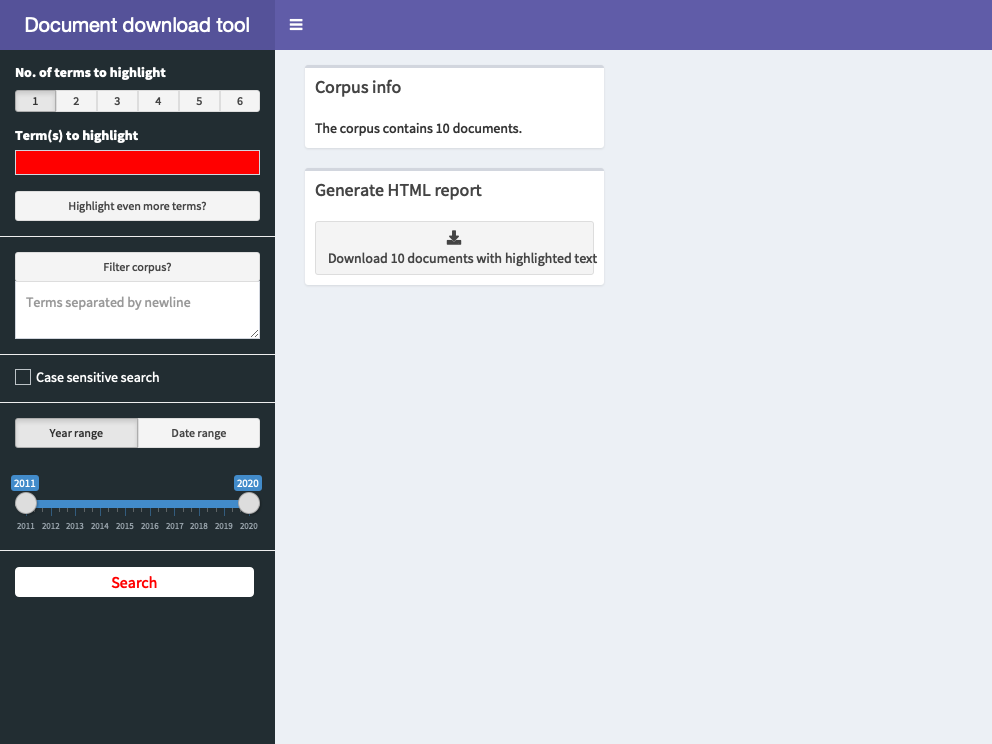 Document download tool
No. of terms to highlight
1 2 3 4 5 6
Term(s) to highlight
Highlight even more terms?
Filter corpus?
Terms separated by newline
Case sensitive search
Year range Date range
2011 2020
2011 2012 2013 2014 2015 2016 2017 2018 2019 2020
Search
Corpus info
The corpus contains 10 documents.
Generate HTML report
Download 10 documents with highlighted text